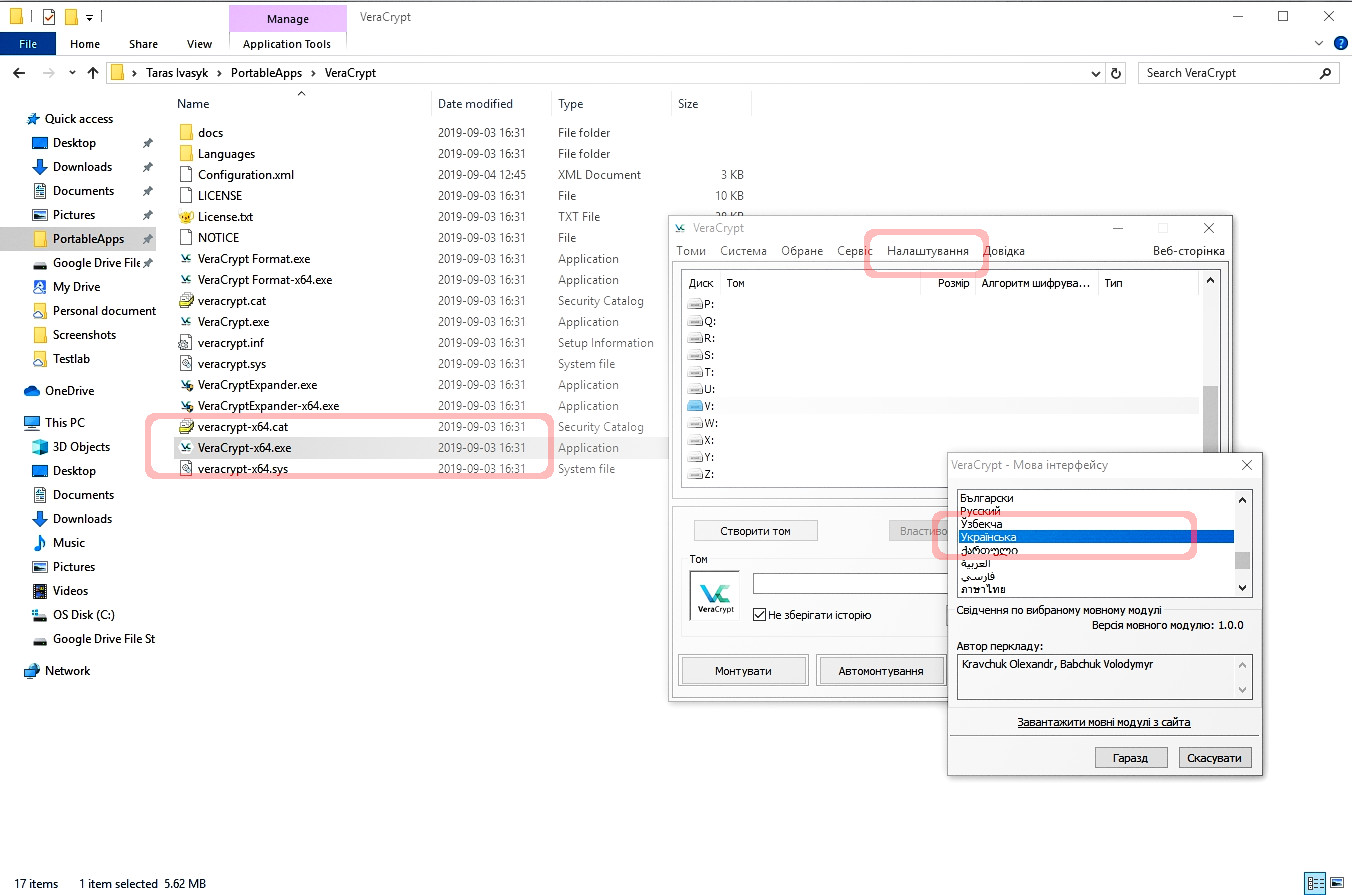 Manage
VeraCrypt
File
Home
Share
View
Application Tools
Taras Ivasyk
PortableApps
VeraCrypt
Search VeraCrypt
Quick access
Desktop
Downloads
Documents
Pictures
PortableApps
Google Drive File
My Drive
Personal document
Screenshots
Testlab
OneDrive
This PC
3D Objects
Desktop
Documents
Downloads
Music
Pictures
Videos
OS Disk (C:)
Google Drive File St
Network
Name Date modified Type Size
docs 2019-09-03 16:31 File folder
Languages 2019-09-03 16:31 File folder
Configuration.xml 2019-09-04 12:45 XML Document 3 KB
LICENSE 2019-09-03 16:31 File 10 KB
License.txt 2019-09-03 16:31 TXT File KB
NOTICE 2019-09-03 16:31 File
VeraCrypt Format.exe 2019-09-03 16:31 Application
VeraCrypt Format-x64.exe 2019-09-03 16:31 Application
veracrypt.cat 2019-09-03 16:31 Security Catalog
VeraCrypt.exe 2019-09-03 16:31 Application
veracrypt.inf 2019-09-03 16:31 Setup Information
veracrypt.sys 2019-09-03 16:31 System file
VeraCryptExpander.exe 2019-09-03 16:31 Application
VeraCryptExpander-x64.exe 2019-09-03 16:31 Application
veracrypt-x64.cat 2019-09-03 16:31 Security Catalog
VeraCrypt-x64.exe 2019-09-03 16:31 Application
veracrypt-x64.sys 2019-09-03 16:31 System file
VeraCrypt
Томи Система Обране Сервіс Налаштування Довідка Веб-сторінка
Диск Том Розмір Алгоритм шифрува... Тип
P:
Q:
R:
S:
T:
U:
V:
W:
X:
Y:
Z:
Створити том
Том
VeraCrypt
Не зберігати історію
Монтувати
Автомонтування
VeraCrypt - Мова інтерфейсу
Български
Русский
Ўзбекча
Українська
ქართული
العربية
فارسي
ภาษาไทย
Свідчення по вибраному мовному модулі
Версія мовного модулю: 1.0.0
Автор перекладу:
Kravchuk Olexandr, Babchuk Volodymyr
Завантажити мовні модулі з сайта
Гаразд
Скасувати
17 items 1 item selected 5.62 MB